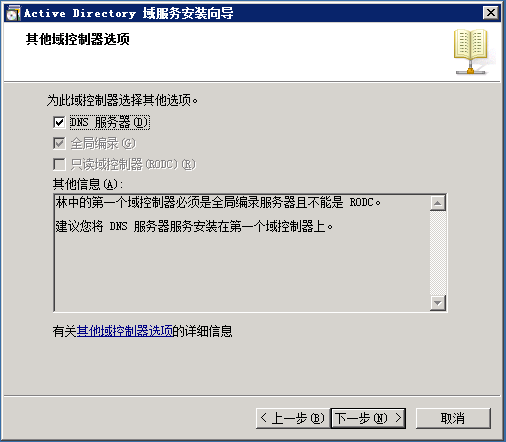 Active Directory 域服务安装向导
其他域控制器选项
为此域控制器选择其他选项。
DNS 服务器(D)
全局编录(G)
只读域控制器(RODC)(R)
其他信息(A):
林中的第一个域控制器必须是全局编录服务器且不能是 RODC。
建议您将 DNS 服务器服务安装在第一个域控制器上。
有关其他域控制器选项的详细信息
< 上一步(B) 下一步(N) > 取消